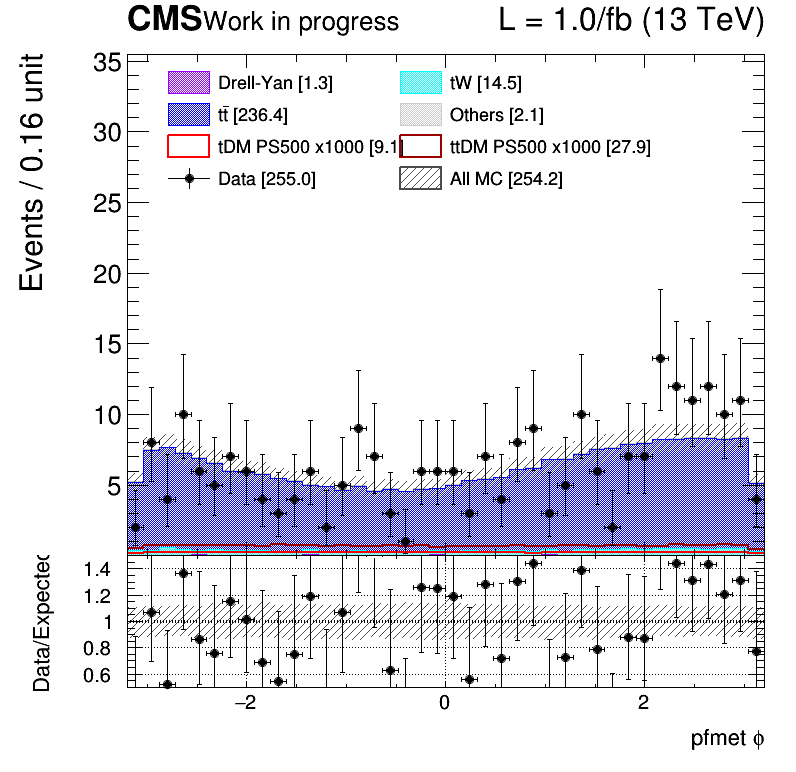 CMS Work in progress L = 1.0/fb (13 TeV)
Events / 0.16 unit
35
30
25
20
15
10
5
Drell-Yan [1.3] tW [14.5]
tt̄ [236.4] Others [2.1]
tDM PS500 x1000 [9.1 ttDM PS500 x1000 [27.9]
Data [255.0] All MC [254.2]
Data/Expected
1.4
1.2
1
0.8
0.6
−2 0 2
pfmet ϕ